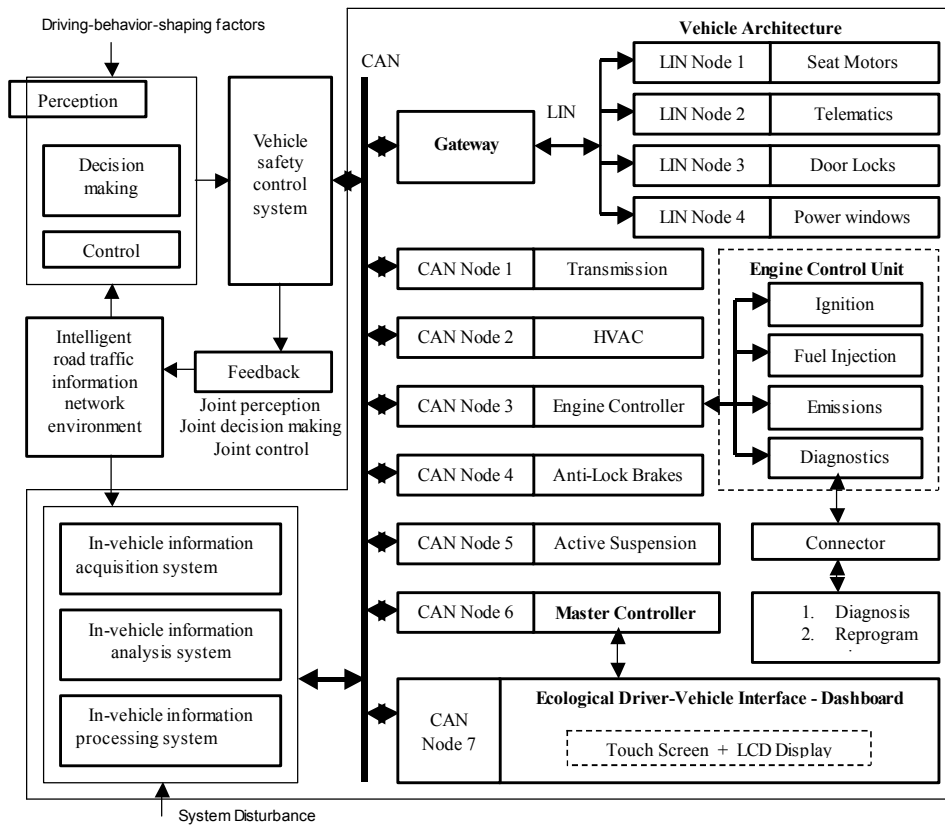 Driving-behavior-shaping factors
Perception
Decision
making
Control
Vehicle
safety
control
system
Intelligent
road traffic
information
network
environment
Feedback
Joint perception
Joint decision making
Joint control
In-vehicle information
acquisition system
In-vehicle information
analysis system
In-vehicle information
processing system
System Disturbance
CAN
Vehicle Architecture
Gateway
LIN
LIN Node 1 Seat Motors
LIN Node 2 Telematics
LIN Node 3 Door Locks
LIN Node 4 Power windows
CAN Node 1 Transmission
CAN Node 2 HVAC
CAN Node 3 Engine Controller
CAN Node 4 Anti-Lock Brakes
CAN Node 5 Active Suspension
CAN Node 6 Master Controller
Engine Control Unit
Ignition
Fuel Injection
Emissions
Diagnostics
Connector
1. Diagnosis
2. Reprogram
CAN
Node 7
Ecological Driver-Vehicle Interface - Dashboard
Touch Screen + LCD Display